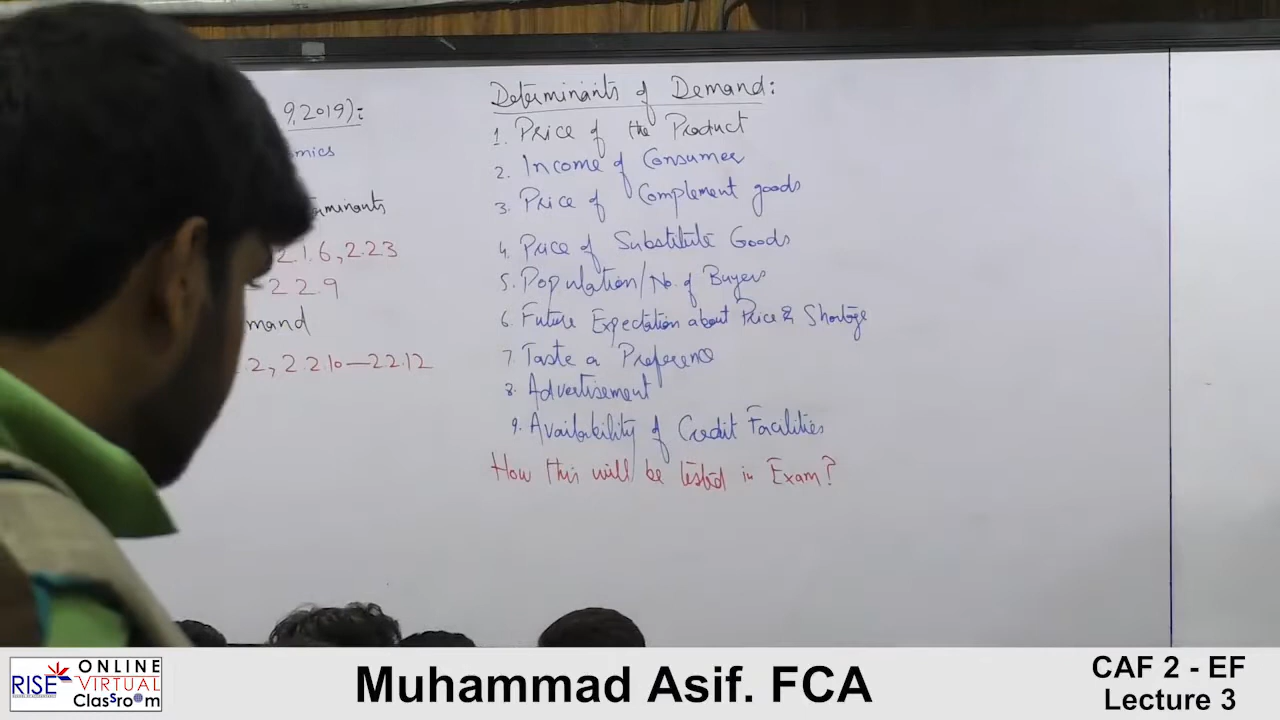 9, 2019):
mics
terminants
2.1.6, 2.23
2 2.9
mand
.2, 2.2.10—2.2.12
Determinants of Demand:
1. Price of the Product
2. Income of Consumer
3. Price of Complement goods
4. Price of Substitute Goods
5. Population/No. of Buyers
6. Future Expectation about Price & Shortage
7. Taste a Preference
8. Advertisement
9. Availability of Credit Facilities
How this will be tested in Exam?
RISE
ONLINE
VIRTUAL
Classroom
Muhammad Asif. FCA
CAF 2 - EF
Lecture 3